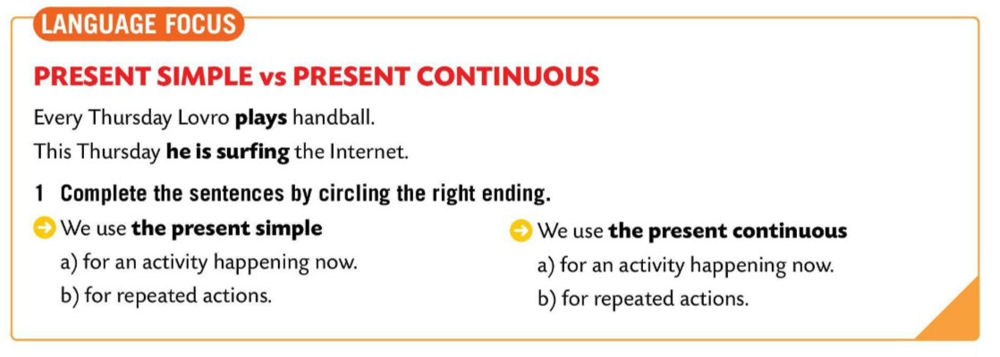 LANGUAGE FOCUS
PRESENT SIMPLE vs PRESENT CONTINUOUS
Every Thursday Lovro plays handball.
This Thursday he is surfing the Internet.
1 Complete the sentences by circling the right ending.
We use the present simple
a) for an activity happening now.
b) for repeated actions.
We use the present continuous
a) for an activity happening now.
b) for repeated actions.